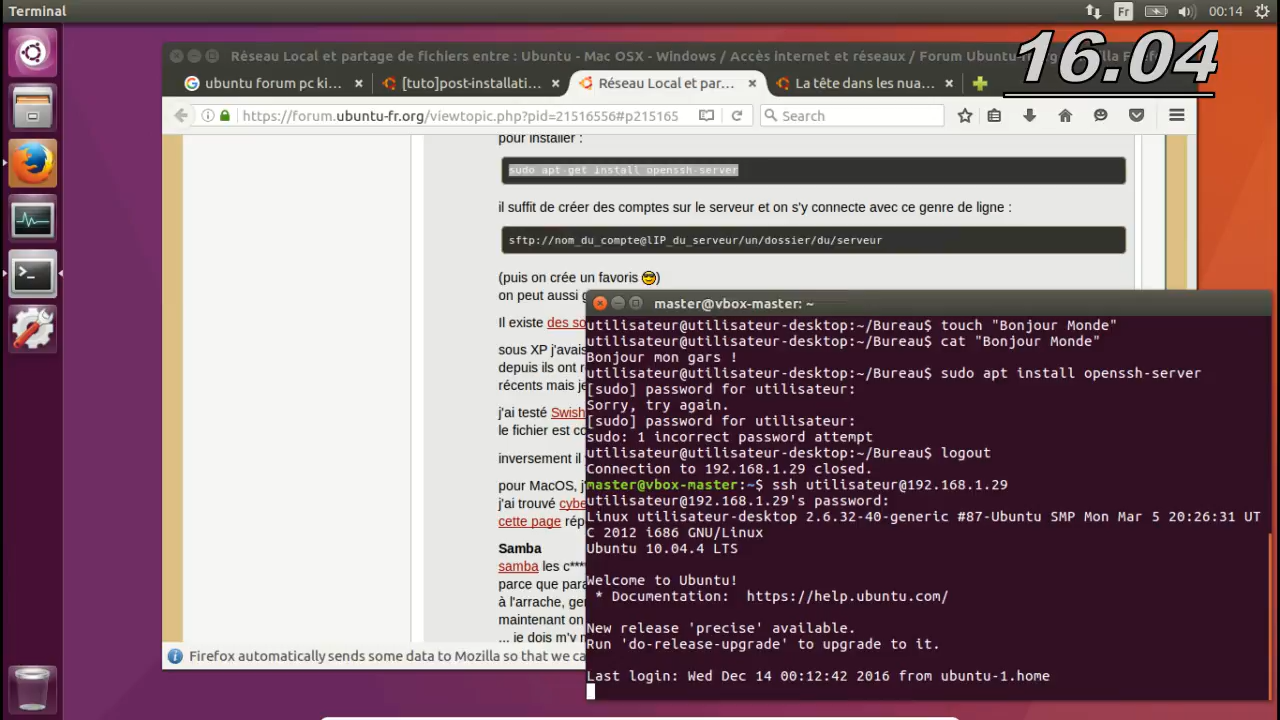 Terminal
Fr
00:14
16.04
Réseau Local et partage de fichiers entre : Ubuntu - Mac OSX - Windows / Accès internet et réseaux / Forum Ubuntu-
ubuntu forum pc ki...
[tuto]post-installati...
Réseau Local et par...
La tête dans les nua...
https://forum.ubuntu-fr.org/viewtopic.php?pid=21516556#p215165
Search
pour installer :
sudo apt-get install openssh-server
il suffit de créer des comptes sur le serveur et on s'y connecte avec ce genre de ligne :
sftp://nom_du_compte@lIP_du_serveur/un/dossier/du/serveur
(puis on crée un favoris )
on peut aussi
Il existe des so
sous XP j'avais
depuis ils ont
récents mais
j'ai testé Swish
le fichier est
inversement il
pour MacOS,
j'ai trouvé cybe
cette page
Samba
samba les c****
parce que para
à l'arrache,
maintenant on
... je dois m'y
Firefox automatically sends some data to Mozilla so that we ca
master@vbox-master: ~
utilisateur@utilisateur-desktop:~/Bureau$ touch "Bonjour Monde"
utilisateur@utilisateur-desktop:~/Bureau$ cat "Bonjour Monde"
Bonjour mon gars !
utilisateur@utilisateur-desktop:~/Bureau$ sudo apt install openssh-server
[sudo] password for utilisateur:
Sorry, try again.
[sudo] password for utilisateur:
sudo: 1 incorrect password attempt
utilisateur@utilisateur-desktop:~/Bureau$ logout
Connection to 192.168.1.29 closed.
master@vbox-master:~$ ssh utilisateur@192.168.1.29
utilisateur@192.168.1.29's password:
Linux utilisateur-desktop 2.6.32-40-generic #87-Ubuntu SMP Mon Mar 5 20:26:31 UT
C 2012 i686 GNU/Linux
Ubuntu 10.04.4 LTS
Welcome to Ubuntu!
* Documentation:  https://help.ubuntu.com/
New release 'precise' available.
Run 'do-release-upgrade' to upgrade to it.
Last login: Wed Dec 14 00:12:42 2016 from ubuntu-1.home